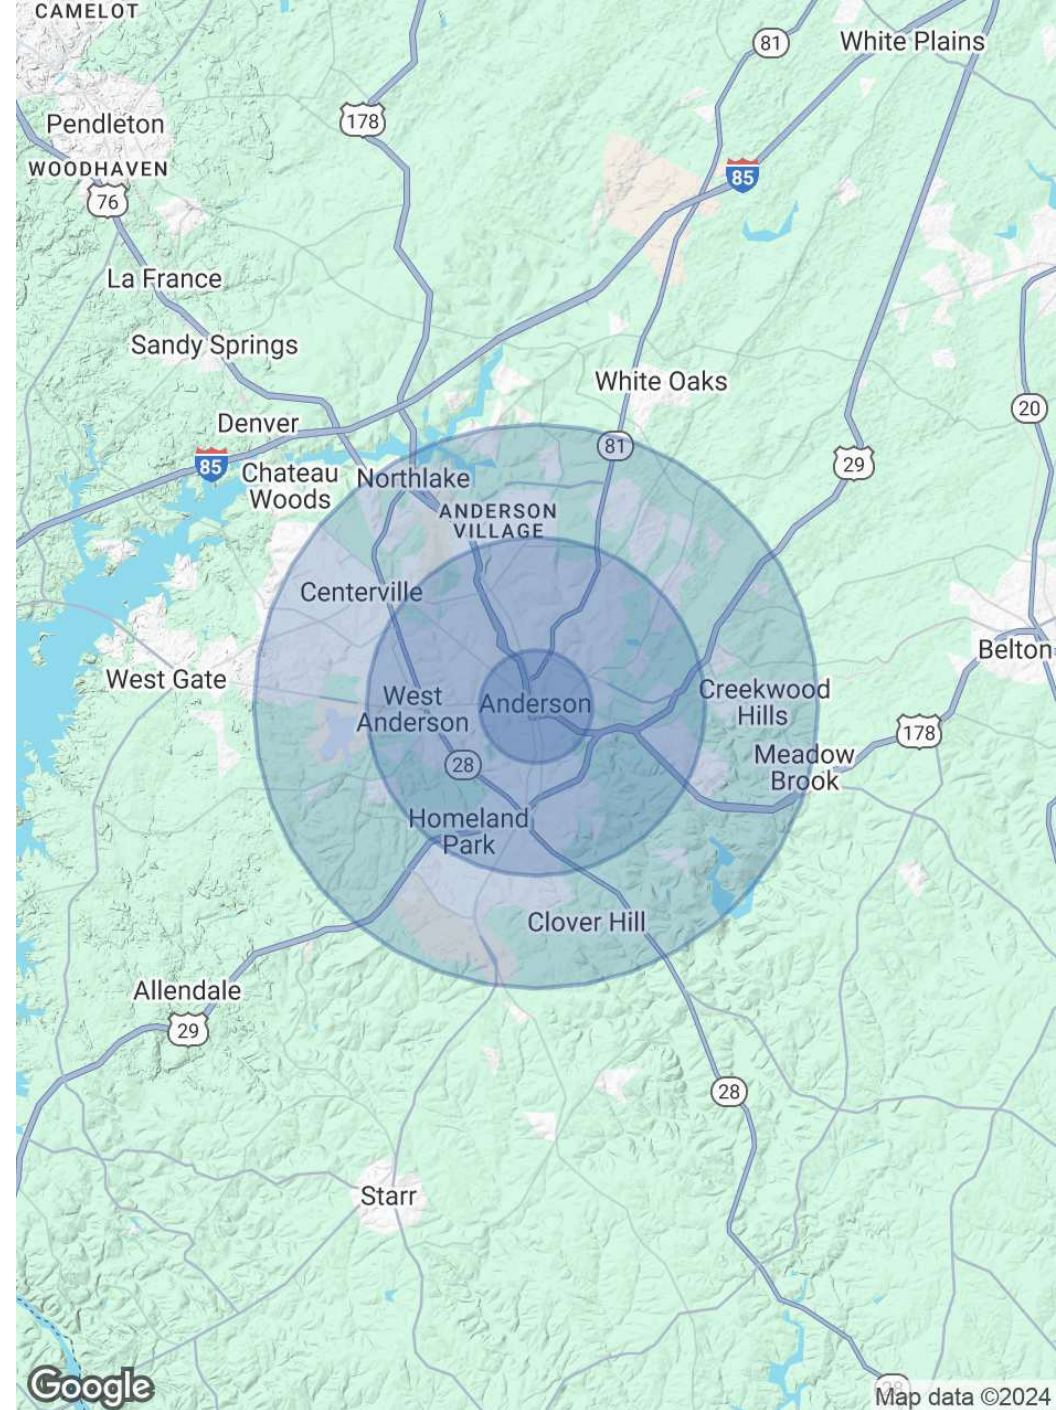 CAMELOT
81
White Plains
178
Pendleton
WOODHAVEN
85
76
La France
Sandy Springs
White Oaks
20
Denver
81
85
Chateau
Woods
Northlake
29
ANDERSON
VILLAGE
Centerville
Belton
West Gate
West
Anderson
Anderson
Creekwood
Hills
178
28
Meadow
Brook
Homeland
Park
Clover Hill
Allendale
29
28
Starr
28
Google
Map data ©2024